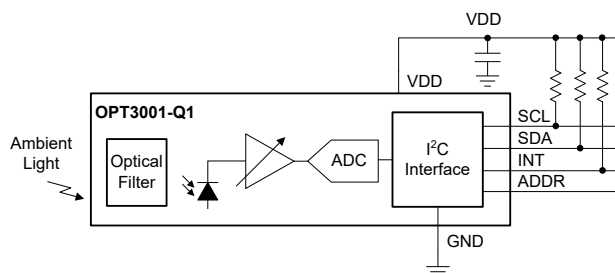 VDD
VDD
OPT3001-Q1
SCL
SDA
INT
ADDR
Ambient
Light
Optical
Filter
ADC
I²C
Interface
GND